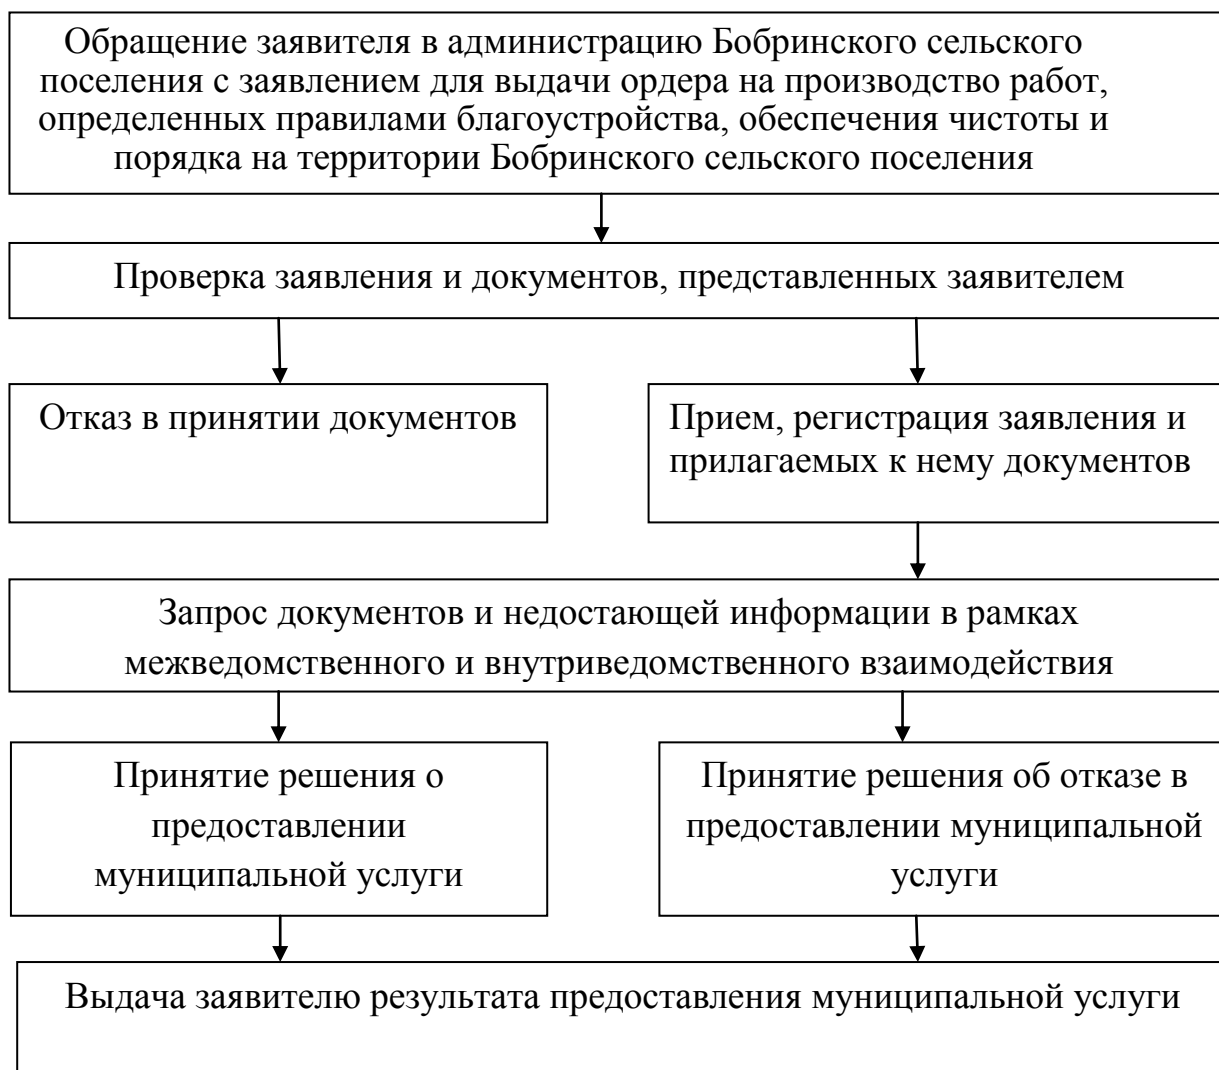 Обращение заявителя в администрацию Бобринского сельского
поселения с заявлением для выдачи ордера на производство работ,
определенных правилами благоустройства, обеспечения чистоты и
порядка на территории Бобринского сельского поселения
Проверка заявления и документов, представленных заявителем
Отказ в принятии документов
Прием, регистрация заявления и
прилагаемых к нему документов
Запрос документов и недостающей информации в рамках
межведомственного и внутриведомственного взаимодействия
Принятие решения о
предоставлении
муниципальной услуги
Принятие решения об отказе в
предоставлении муниципальной
услуги
Выдача заявителю результата предоставления муниципальной услуги